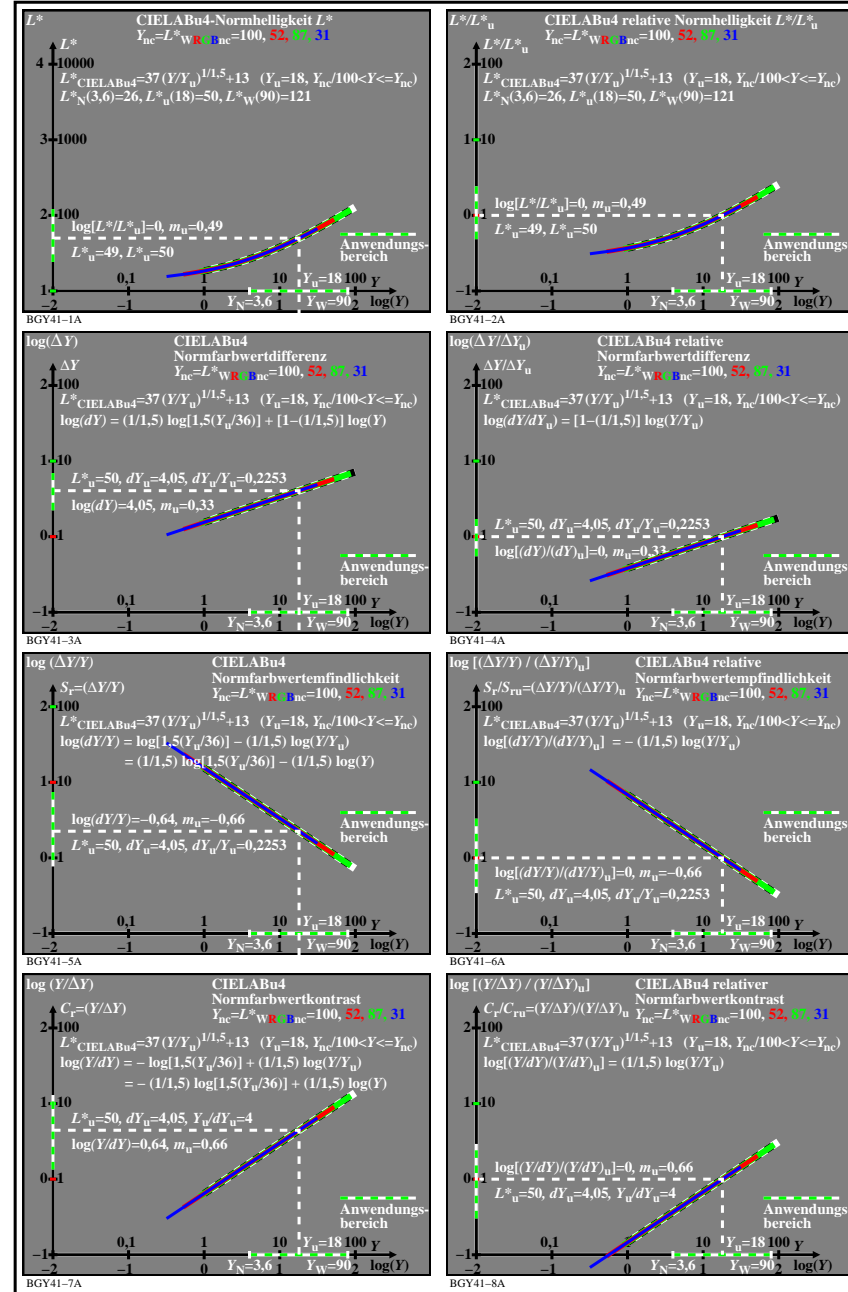 L* CIELABu4-Normhelligkeit L*
Ync=L*WRGBnc=100, 52, 87, 31
L*
4 10000
L*CIELABu4=37(Y/Yu)1/1,5+13 (Yu=18, Ync/100<Y<=Ync)
L*N(3,6)=26, L*u(18)=50, L*W(90)=121
3 1000
2 100
log[L*/L*u]=0, mu=0,49
L*u=49, L*u=50
Anwendungs-
bereich
0,1 1 10 Yu=18 100 Y
1
YN=3,6 YW=90 log(Y)
−2 −1 0 1 2
BGY41−1A
L*/L*u CIELABu4 relative Normhelligkeit L*/L*u
Ync=L*WRGBnc=100, 52, 87, 31
L*/L*u
2 100
L*CIELABu4=37(Y/Yu)1/1,5+13 (Yu=18, Ync/100<Y<=Ync)
L*N(3,6)=26, L*u(18)=50, L*W(90)=121
1 10
log[L*/L*u]=0, mu=0,49
0 1
L*u=49, L*u=50
Anwendungs-
bereich
0,1 1 10 Yu=18 100 Y
−1
YN=3,6 YW=90 log(Y)
−2 −1 0 1 2
BGY41−2A
log(ΔY) CIELABu4
Normfarbwertdifferenz
Ync=L*WRGBnc=100, 52, 87, 31
ΔY
2 100
L*CIELABu4=37(Y/Yu)1/1,5+13 (Yu=18, Ync/100<Y<=Ync)
log(dY) = (1/1,5) log[1,5(Yu/36)] + [1−(1/1,5)] log(Y)
1 10
L*u=50, dYu=4,05, dYu/Yu=0,2253
log(dY)=4,05, mu=0,33
0 1
Anwendungs-
bereich
0,1 1 10 Yu=18 100 Y
−1
YN=3,6 YW=90 log(Y)
−2 −1 0 1 2
BGY41−3A
log(ΔY/ΔYu) CIELABu4 relative
Normfarbwertdifferenz
Ync=L*WRGBnc=100, 52, 87, 31
ΔY/ΔYu
2 100
L*CIELABu4=37(Y/Yu)1/1,5+13 (Yu=18, Ync/100<Y<=Ync)
log(dY/dYu) = [1−(1/1,5)] log(Y/Yu)
1 10
L*u=50, dYu=4,05, dYu/Yu=0,2253
0 1
log[(dY)/(dY)u]=0, mu=0,33
Anwendungs-
bereich
0,1 1 10 Yu=18 100 Y
−1
YN=3,6 YW=90 log(Y)
−2 −1 0 1 2
BGY41−4A
log (ΔY/Y) CIELABu4
Normfarbwertemfindlichkeit
Sr=(ΔY/Y) Ync=L*WRGBnc=100, 52, 87, 31
2 100
L*CIELABu4=37(Y/Yu)1/1,5+13 (Yu=18, Ync/100<Y<=Ync)
log(dY/Y) = log[1,5(Yu/36)] − (1/1,5) log(Y/Yu)
= (1/1,5) log[1,5(Yu/36)] − (1/1,5) log(Y)
1 10
log(dY/Y)=−0,64, mu=−0,66
Anwendungs-
bereich
L*u=50, dYu=4,05, dYu/Yu=0,2253
0 1
0,1 1 10 Yu=18 100 Y
−1
YN=3,6 YW=90 log(Y)
−2 −1 0 1 2
BGY41−5A
log [(ΔY/Y) / (ΔY/Y)u] CIELABu4 relative
Normfarbwertempfindlichkeit
Sr/Sru=(ΔY/Y)/(ΔY/Y)u Ync=L*WRGBnc=100, 52, 87, 31
2 100
L*CIELABu4=37(Y/Yu)1/1,5+13 (Yu=18, Ync/100<Y<=Ync)
log[(dY/Y)/(dY/Y)u] = − (1/1,5) log(Y/Yu)
1 10
Anwendungs-
bereich
0 1
log[(dY/Y)/(dY/Y)u]=0, mu=−0,66
L*u=50, dYu=4,05, dYu/Yu=0,2253
0,1 1 10 Yu=18 100 Y
−1
YN=3,6 YW=90 log(Y)
−2 −1 0 1 2
BGY41−6A
log (Y/ΔY) CIELABu4
Normfarbwertkontrast
Cr=(Y/ΔY) Ync=L*WRGBnc=100, 52, 87, 31
2 100
L*CIELABu4=37(Y/Yu)1/1,5+13 (Yu=18, Ync/100<Y<=Ync)
log(Y/dY) = − log[1,5(Yu/36)] + (1/1,5) log(Y/Yu)
= − (1/1,5) log[1,5(Yu/36)] + (1/1,5) log(Y)
1 10
L*u=50, dYu=4,05, Yu/dYu=4
log(Y/dY)=0,64, mu=0,66
0 1
Anwendungs-
bereich
0,1 1 10 Yu=18 100 Y
−1
YN=3,6 YW=90 log(Y)
−2 −1 0 1 2
BGY41−7A
log [(Y/ΔY) / (Y/ΔY)u] CIELABu4 relativer
Normfarbwertkontrast
Cr/Cru=(Y/ΔY)/(Y/ΔY)u Ync=L*WRGBnc=100, 52, 87, 31
2 100
L*CIELABu4=37(Y/Yu)1/1,5+13 (Yu=18, Ync/100<Y<=Ync)
log[(Y/dY)/(Y/dY)u] = (1/1,5) log(Y/Yu)
1 10
log[(Y/dY)/(Y/dY)u]=0, mu=0,66
0 1
L*u=50, dYu=4,05, Yu/dYu=4
Anwendungs-
bereich
0,1 1 10 Yu=18 100 Y
−1
YN=3,6 YW=90 log(Y)
−2 −1 0 1 2
BGY41−8A